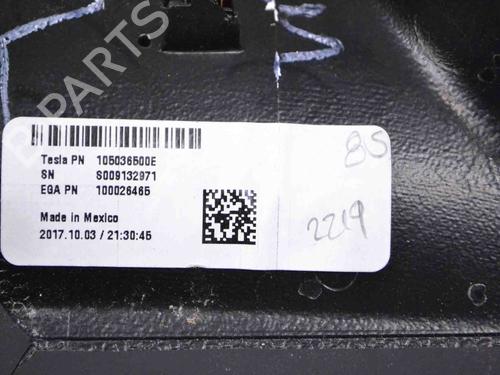 B-PARTS
Tesla PN 105036500E
SN S009132971
EGA PN 100026465
Made in Mexico
2017.10.03 / 21:30:45
85
2219